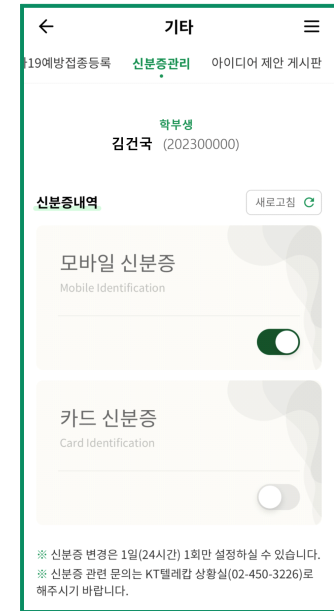 기타
19예방접종등록 신분증관리 아이디어 제안 게시판
학부생
김건국 (202300000)
신분증내역 새로고침
모바일 신분증
Mobile Identification
카드 신분증
Card Identification
※ 신분증 변경은 1일(24시간) 1회만 설정하실 수 있습니다.
※ 신분증 관련 문의는 KT텔레캅 상황실(02-450-3226)로
해주시기 바랍니다.